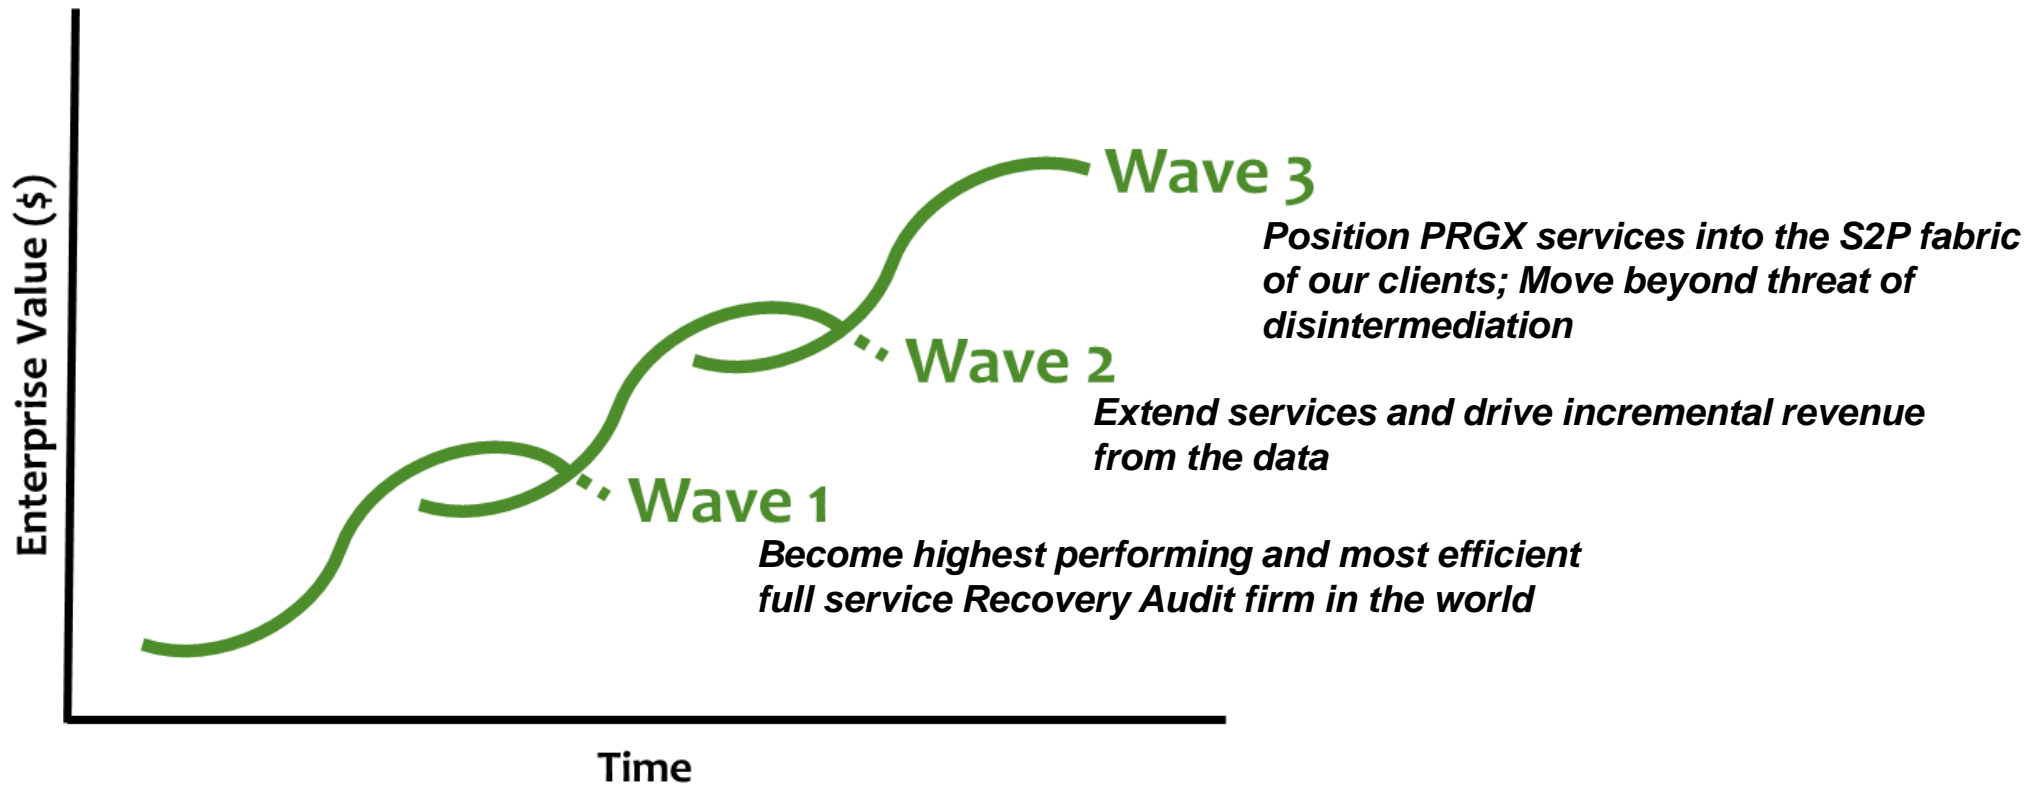 Enterprise Value ($)
Wave 3
Position PRGX services into the S2P fabric
of our clients; Move beyond threat of
disintermediation
Wave 2
Extend services and drive incremental revenue
from the data
Wave 1
Become highest performing and most efficient
full service Recovery Audit firm in the world
Time